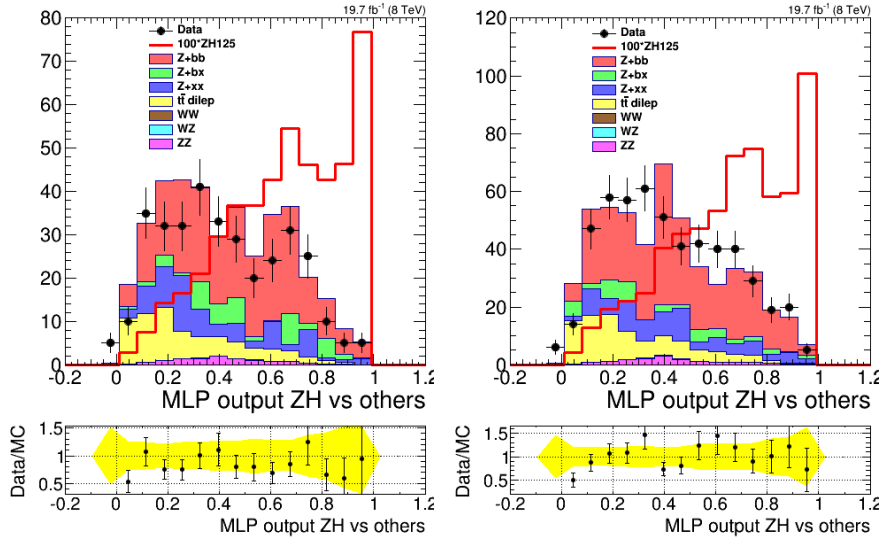 19.7 fb⁻¹ (8 TeV)
80
70
60
50
40
30
20
10
0
Data
100*ZH125
Z+bb
Z+bx
Z+xx
tt̄ dilep
WW
WZ
ZZ
-0.2 0 0.2 0.4 0.6 0.8 1 1.2
MLP output ZH vs others
Data/MC
1.5
1
0.5
-0.2 0 0.2 0.4 0.6 0.8 1 1.2
MLP output ZH vs others
19.7 fb⁻¹ (8 TeV)
120
100
80
60
40
20
0
Data
100*ZH125
Z+bb
Z+bx
Z+xx
tt̄ dilep
WW
WZ
ZZ
-0.2 0 0.2 0.4 0.6 0.8 1 1.2
MLP output ZH vs others
Data/MC
1.5
1
0.5
-0.2 0 0.2 0.4 0.6 0.8 1 1.2
MLP output ZH vs others